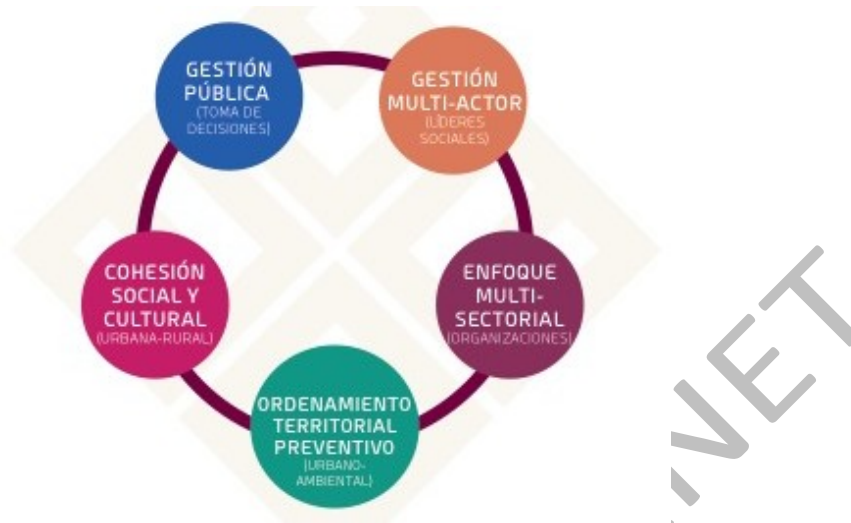 GESTIÓN
PÚBLICA
(TOMA DE
DECISIONES)
GESTIÓN
MULTI-ACTOR
(LÍDERES
SOCIALES)
COHESIÓN
SOCIAL Y
CULTURAL
(URBANA-RURAL)
ENFOQUE
MULTI-
SECTORIAL
(ORGANIZACIONES)
ORDENAMIENTO
TERRITORIAL
PREVENTIVO
(URBANO-
AMBIENTAL)
NET